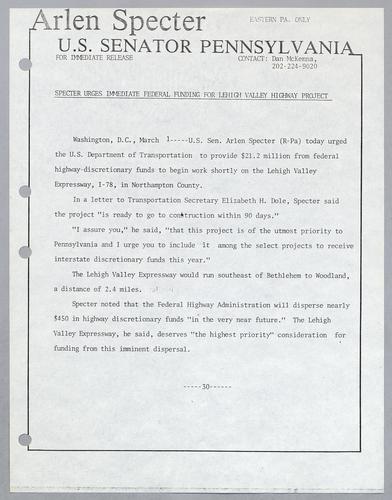 Arlen Specter
EASTERN PA. ONLY
U.S. SENATOR PENNSYLVANIA
FOR IMMEDIATE RELEASE
CONTACT: Dan McKenna,
202-224-9020
SPECTER URGES IMMEDIATE FEDERAL FUNDING FOR LEHIGH VALLEY HIGHWAY PROJECT
Washington, D.C., March 1-----U.S. Sen. Arlen Specter (R-Pa) today urged
the U.S. Department of Transportation to provide $21.2 million from federal
highway-discretionary funds to begin work shortly on the Lehigh Valley
Expressway, I-78, in Northampton County.
In a letter to Transportation Secretary Elizabeth H. Dole, Specter said
the project "is ready to go to construction within 90 days."
"I assure you," he said, "that this project is of the utmost priority to
Pennsylvania and I urge you to include it among the select projects to receive
interstate discretionary funds this year."
The Lehigh Valley Expressway would run southeast of Bethlehem to Woodland,
a distance of 2.4 miles.
Specter noted that the Federal Highway Administration will disperse nearly
$450 in highway discretionary funds "in the very near future." The Lehigh
Valley Expressway, he said, deserves "the highest priority" consideration for
funding from this imminent dispersal.
-----30------